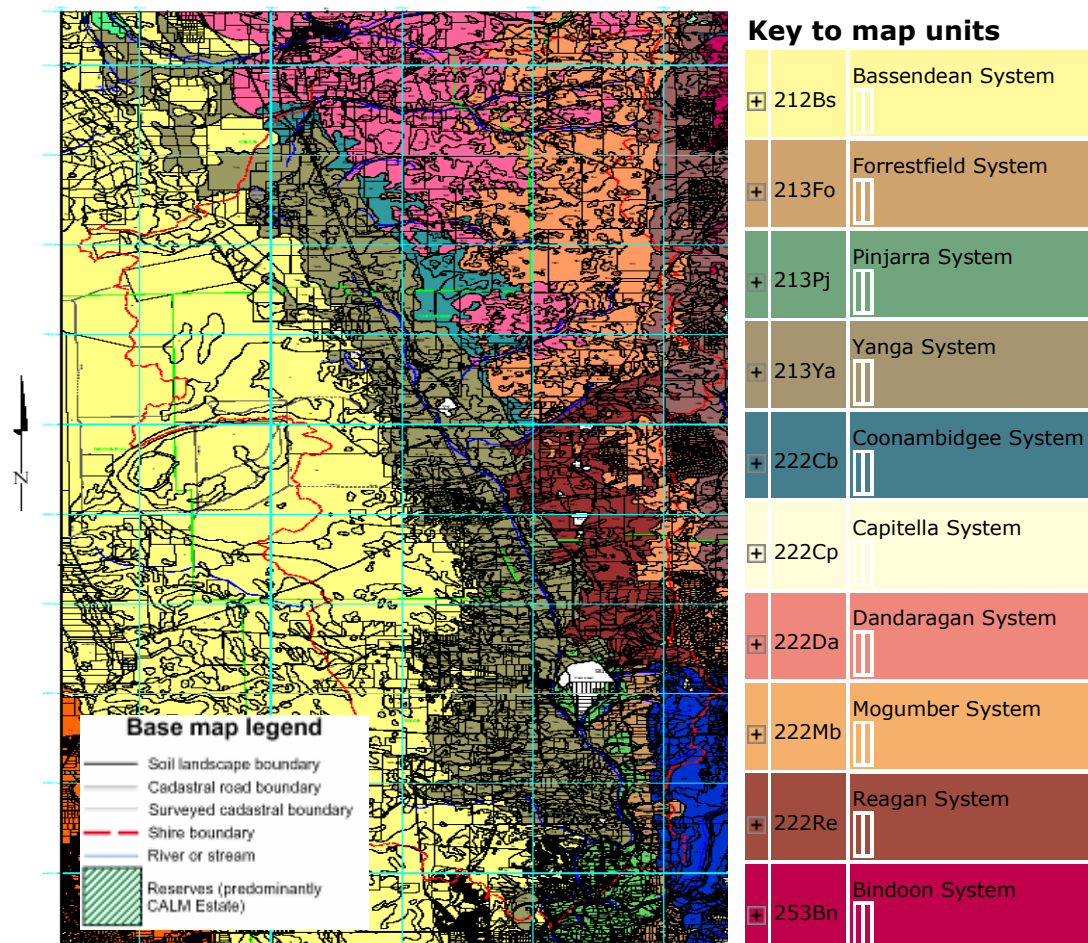 Key to map units
212Bs Bassendean System
213Fo Forrestfield System
213Pj Pinjarra System
213Ya Yanga System
222Cb Coonambidgee System
222Cp Capitella System
222Da Dandaragan System
222Mb Mogumber System
222Re Reagan System
253Bn Bindoon System
N
Base map legend
Soil landscape boundary
Cadastral road boundary
Surveyed cadastral boundary
Shire boundary
River or stream
Reserves (predominantly
CALM Estate)